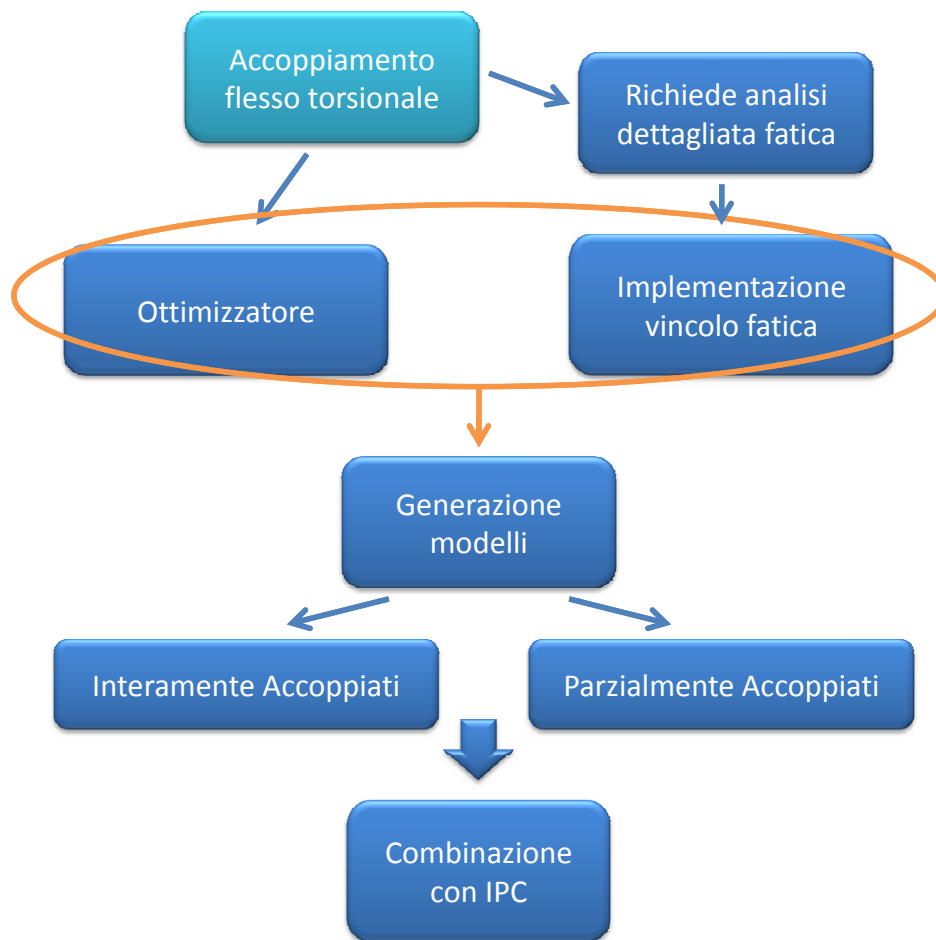 Accoppiamento
flesso torsionale
Richiede analisi
dettagliata fatica
Ottimizzatore
Implementazione
vincolo fatica
Generazione
modelli
Interamente Accoppiati
Parzialmente Accoppiati
Combinazione
con IPC